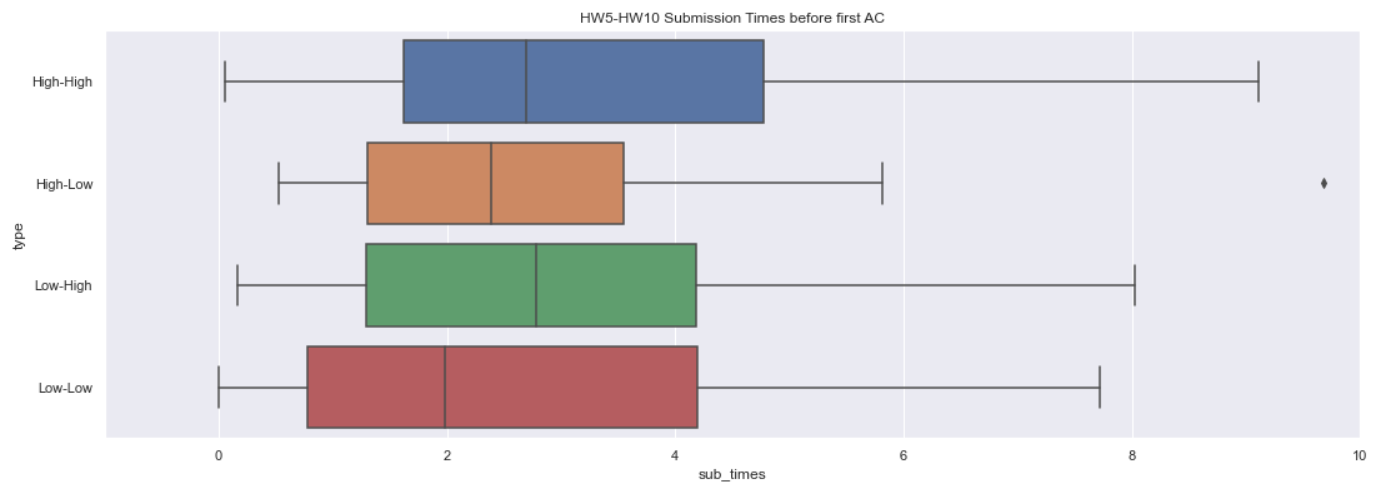 HW5-HW10 Submission Times before first AC
High-High
High-Low
Low-High
Low-Low
type
0 2 4 6 8 10
sub_times